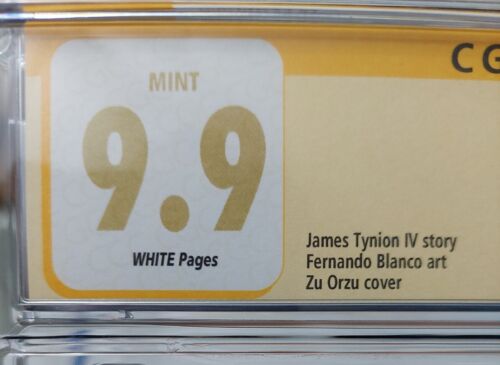 CG
MINT
9.9
WHITE Pages
James Tynion IV story
Fernando Blanco art
Zu Orzu cover